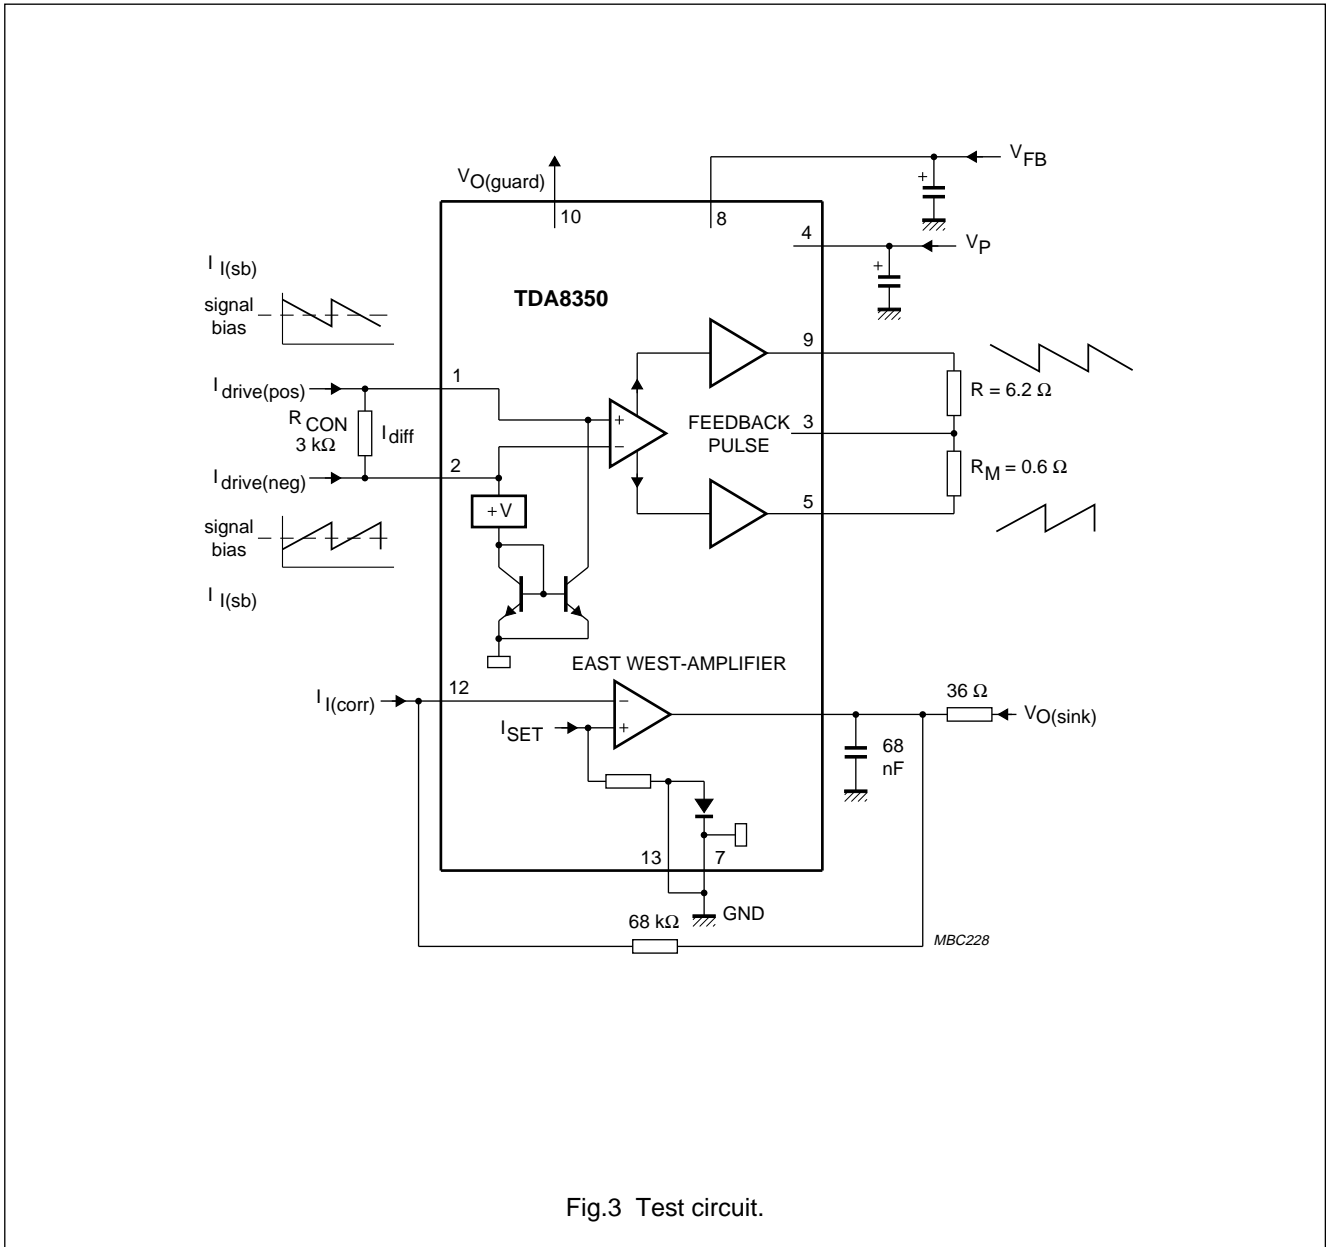 V FB
+
V O(guard)
10
8
4
V P
+
I I(sb)
TDA8350
signal
bias
9
R = 6.2 Ω
1
I drive(pos)
R CON
3 kΩ
I diff
+
−
FEEDBACK
PULSE
3
2
I drive(neg)
R M = 0.6 Ω
+V
5
signal
bias
I I(sb)
EAST WEST-AMPLIFIER
12
I I(corr)
−
I SET
+
36 Ω
V O(sink)
68
nF
13
7
GND
68 kΩ
MBC228
Fig.3 Test circuit.